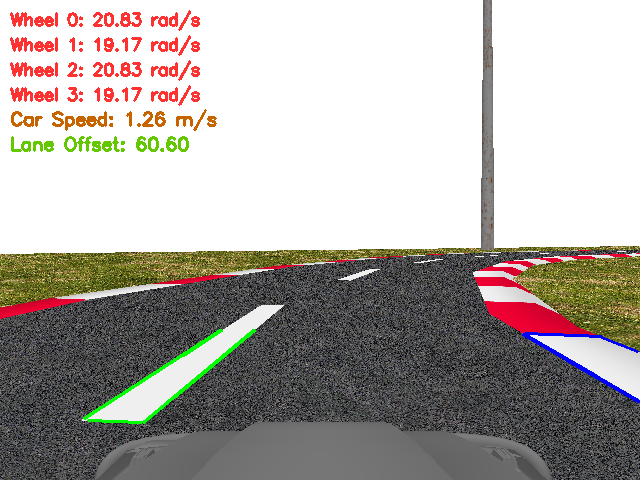 Wheel 0: 20.83 rad/s
Wheel 1: 19.17 rad/s
Wheel 2: 20.83 rad/s
Wheel 3: 19.17 rad/s
Car Speed: 1.26 m/s
Lane Offset: 60.60